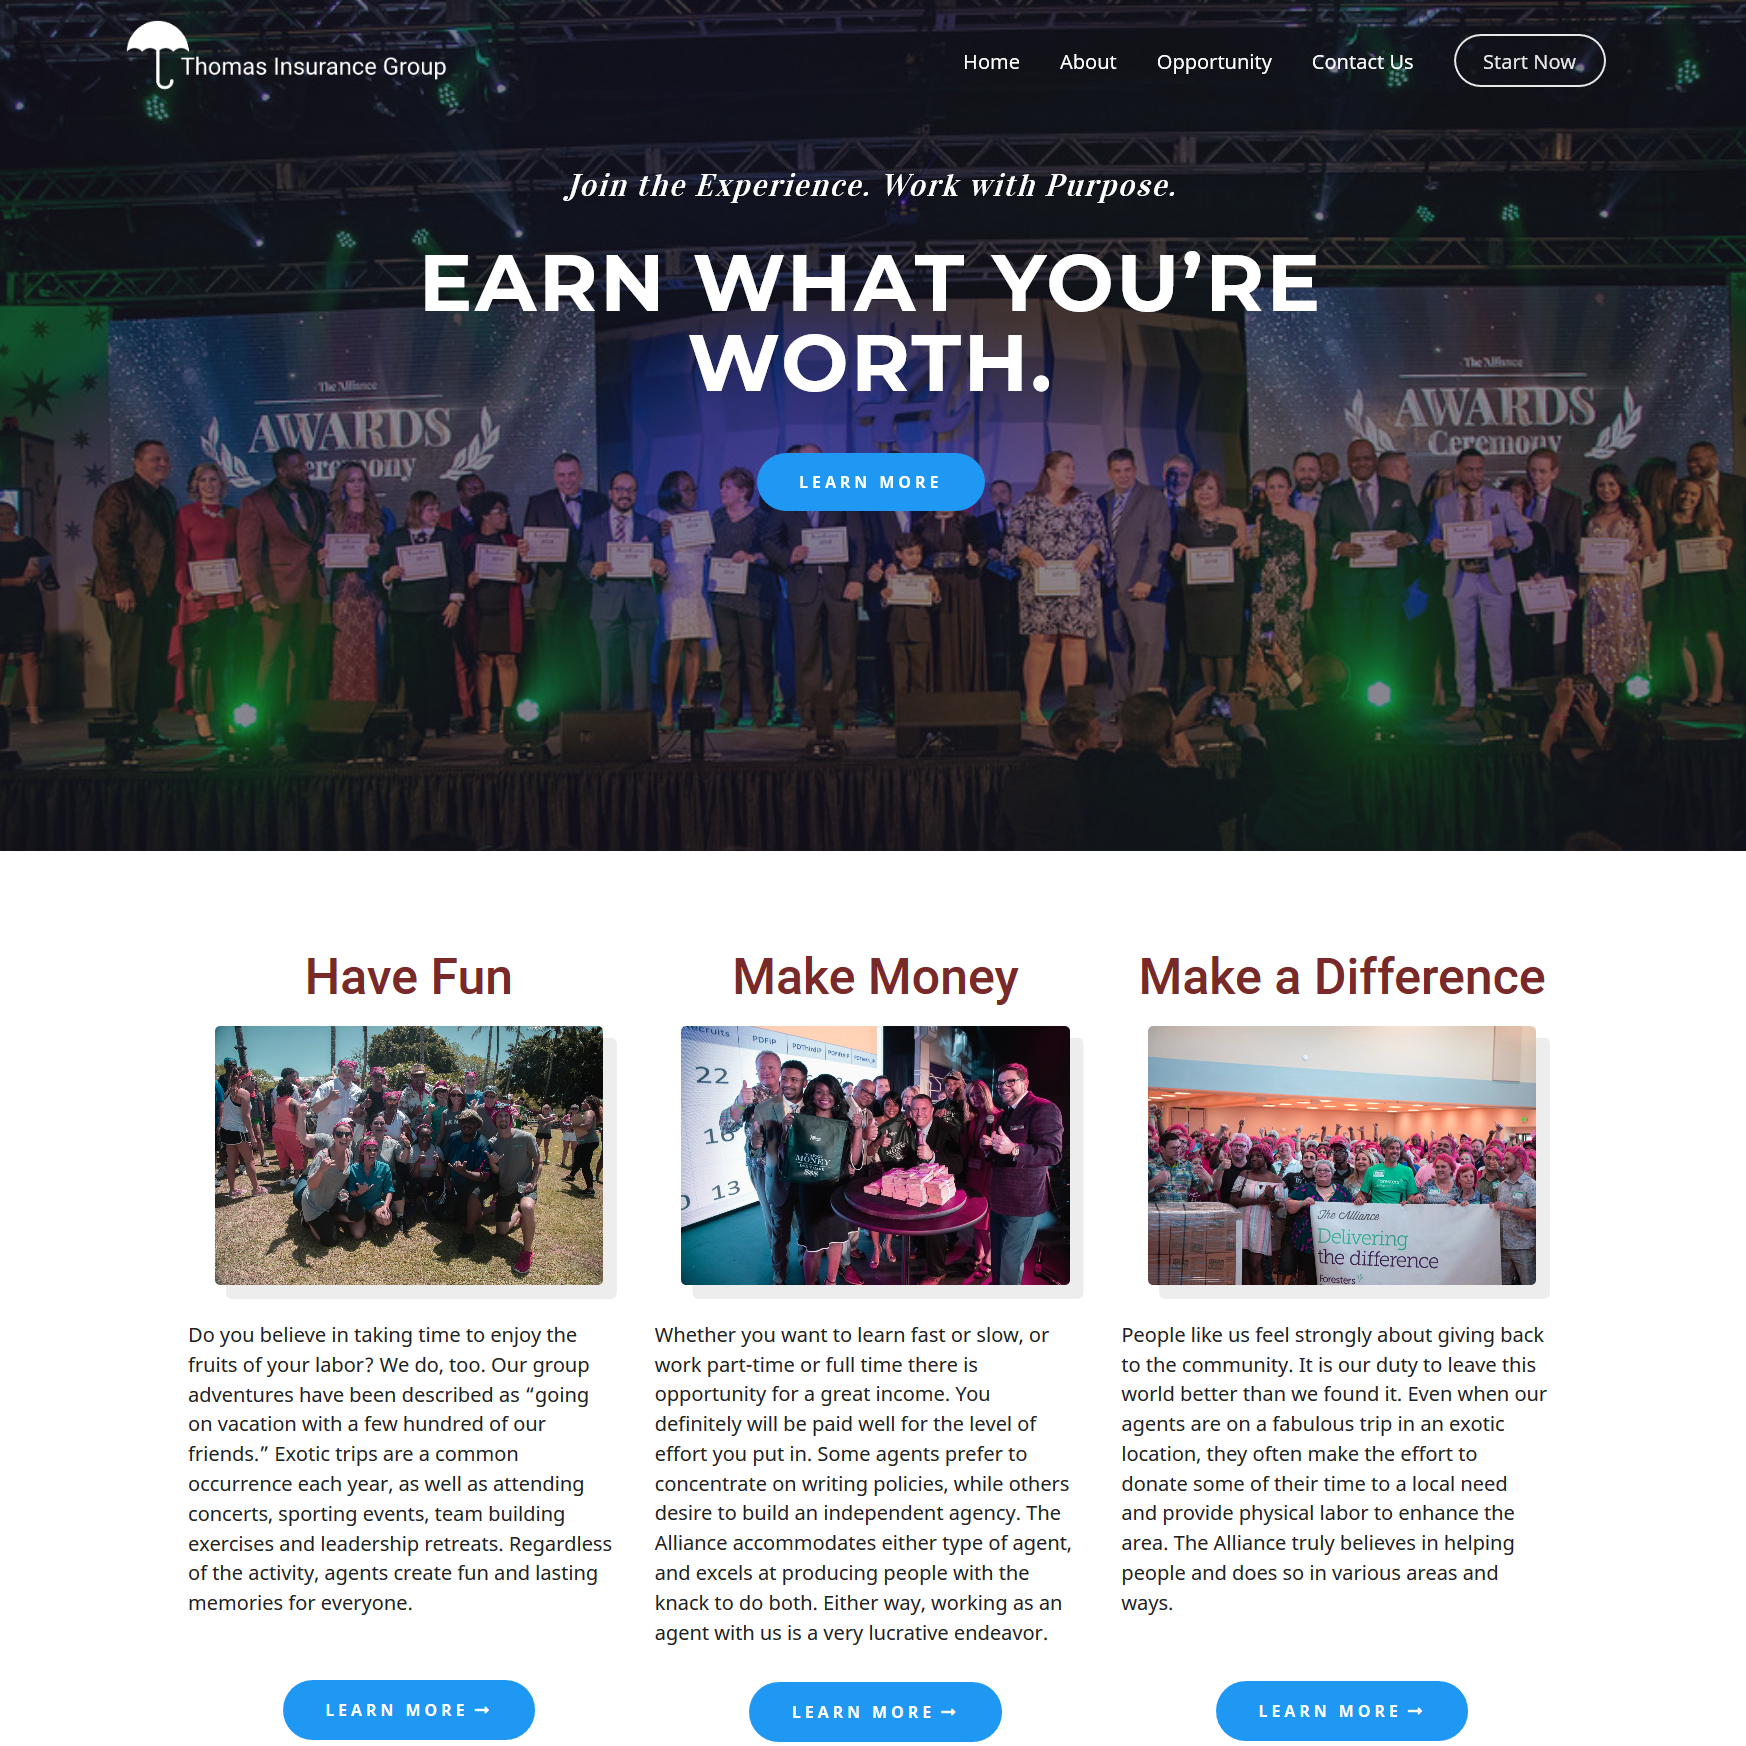 Thomas Insurance Group
Home About Opportunity Contact Us Start Now
Join the Experience. Work with Purpose.
EARN WHAT YOU’RE
WORTH.
The Alliance
AWARDS
Ceremony
The Alliance
AWARDS
Ceremony
LEARN MORE
Have Fun
Make Money
Make a Difference
Recruits PDFIP PDThirdIP
22
16
13
MONEY
$$$
The Alliance
Delivering
the difference
Foresters
Do you believe in taking time to enjoy the
fruits of your labor? We do, too. Our group
adventures have been described as “going
on vacation with a few hundred of our
friends.” Exotic trips are a common
occurrence each year, as well as attending
concerts, sporting events, team building
exercises and leadership retreats. Regardless
of the activity, agents create fun and lasting
memories for everyone.
LEARN MORE →
Whether you want to learn fast or slow, or
work part-time or full time there is
opportunity for a great income. You
definitely will be paid well for the level of
effort you put in. Some agents prefer to
concentrate on writing policies, while others
desire to build an independent agency. The
Alliance accommodates either type of agent,
and excels at producing people with the
knack to do both. Either way, working as an
agent with us is a very lucrative endeavor.
LEARN MORE →
People like us feel strongly about giving back
to the community. It is our duty to leave this
world better than we found it. Even when our
agents are on a fabulous trip in an exotic
location, they often make the effort to
donate some of their time to a local need
and provide physical labor to enhance the
area. The Alliance truly believes in helping
people and does so in various areas and
ways.
LEARN MORE →